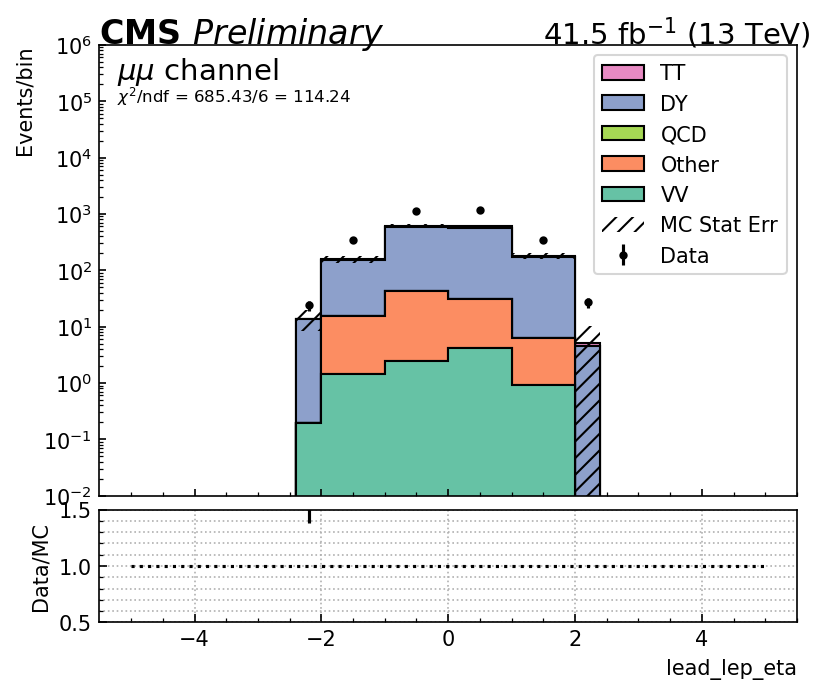 CMS Preliminary 41.5 fb⁻¹ (13 TeV)
Events/bin
μμ channel
χ²/ndf = 685.43/6 = 114.24
TT
DY
QCD
Other
VV
MC Stat Err
Data
10⁶
10⁵
10⁴
10³
10²
10¹
10⁰
10⁻¹
10⁻²
Data/MC
1.5
1.0
0.5
−4 −2 0 2 4
lead_lep_eta